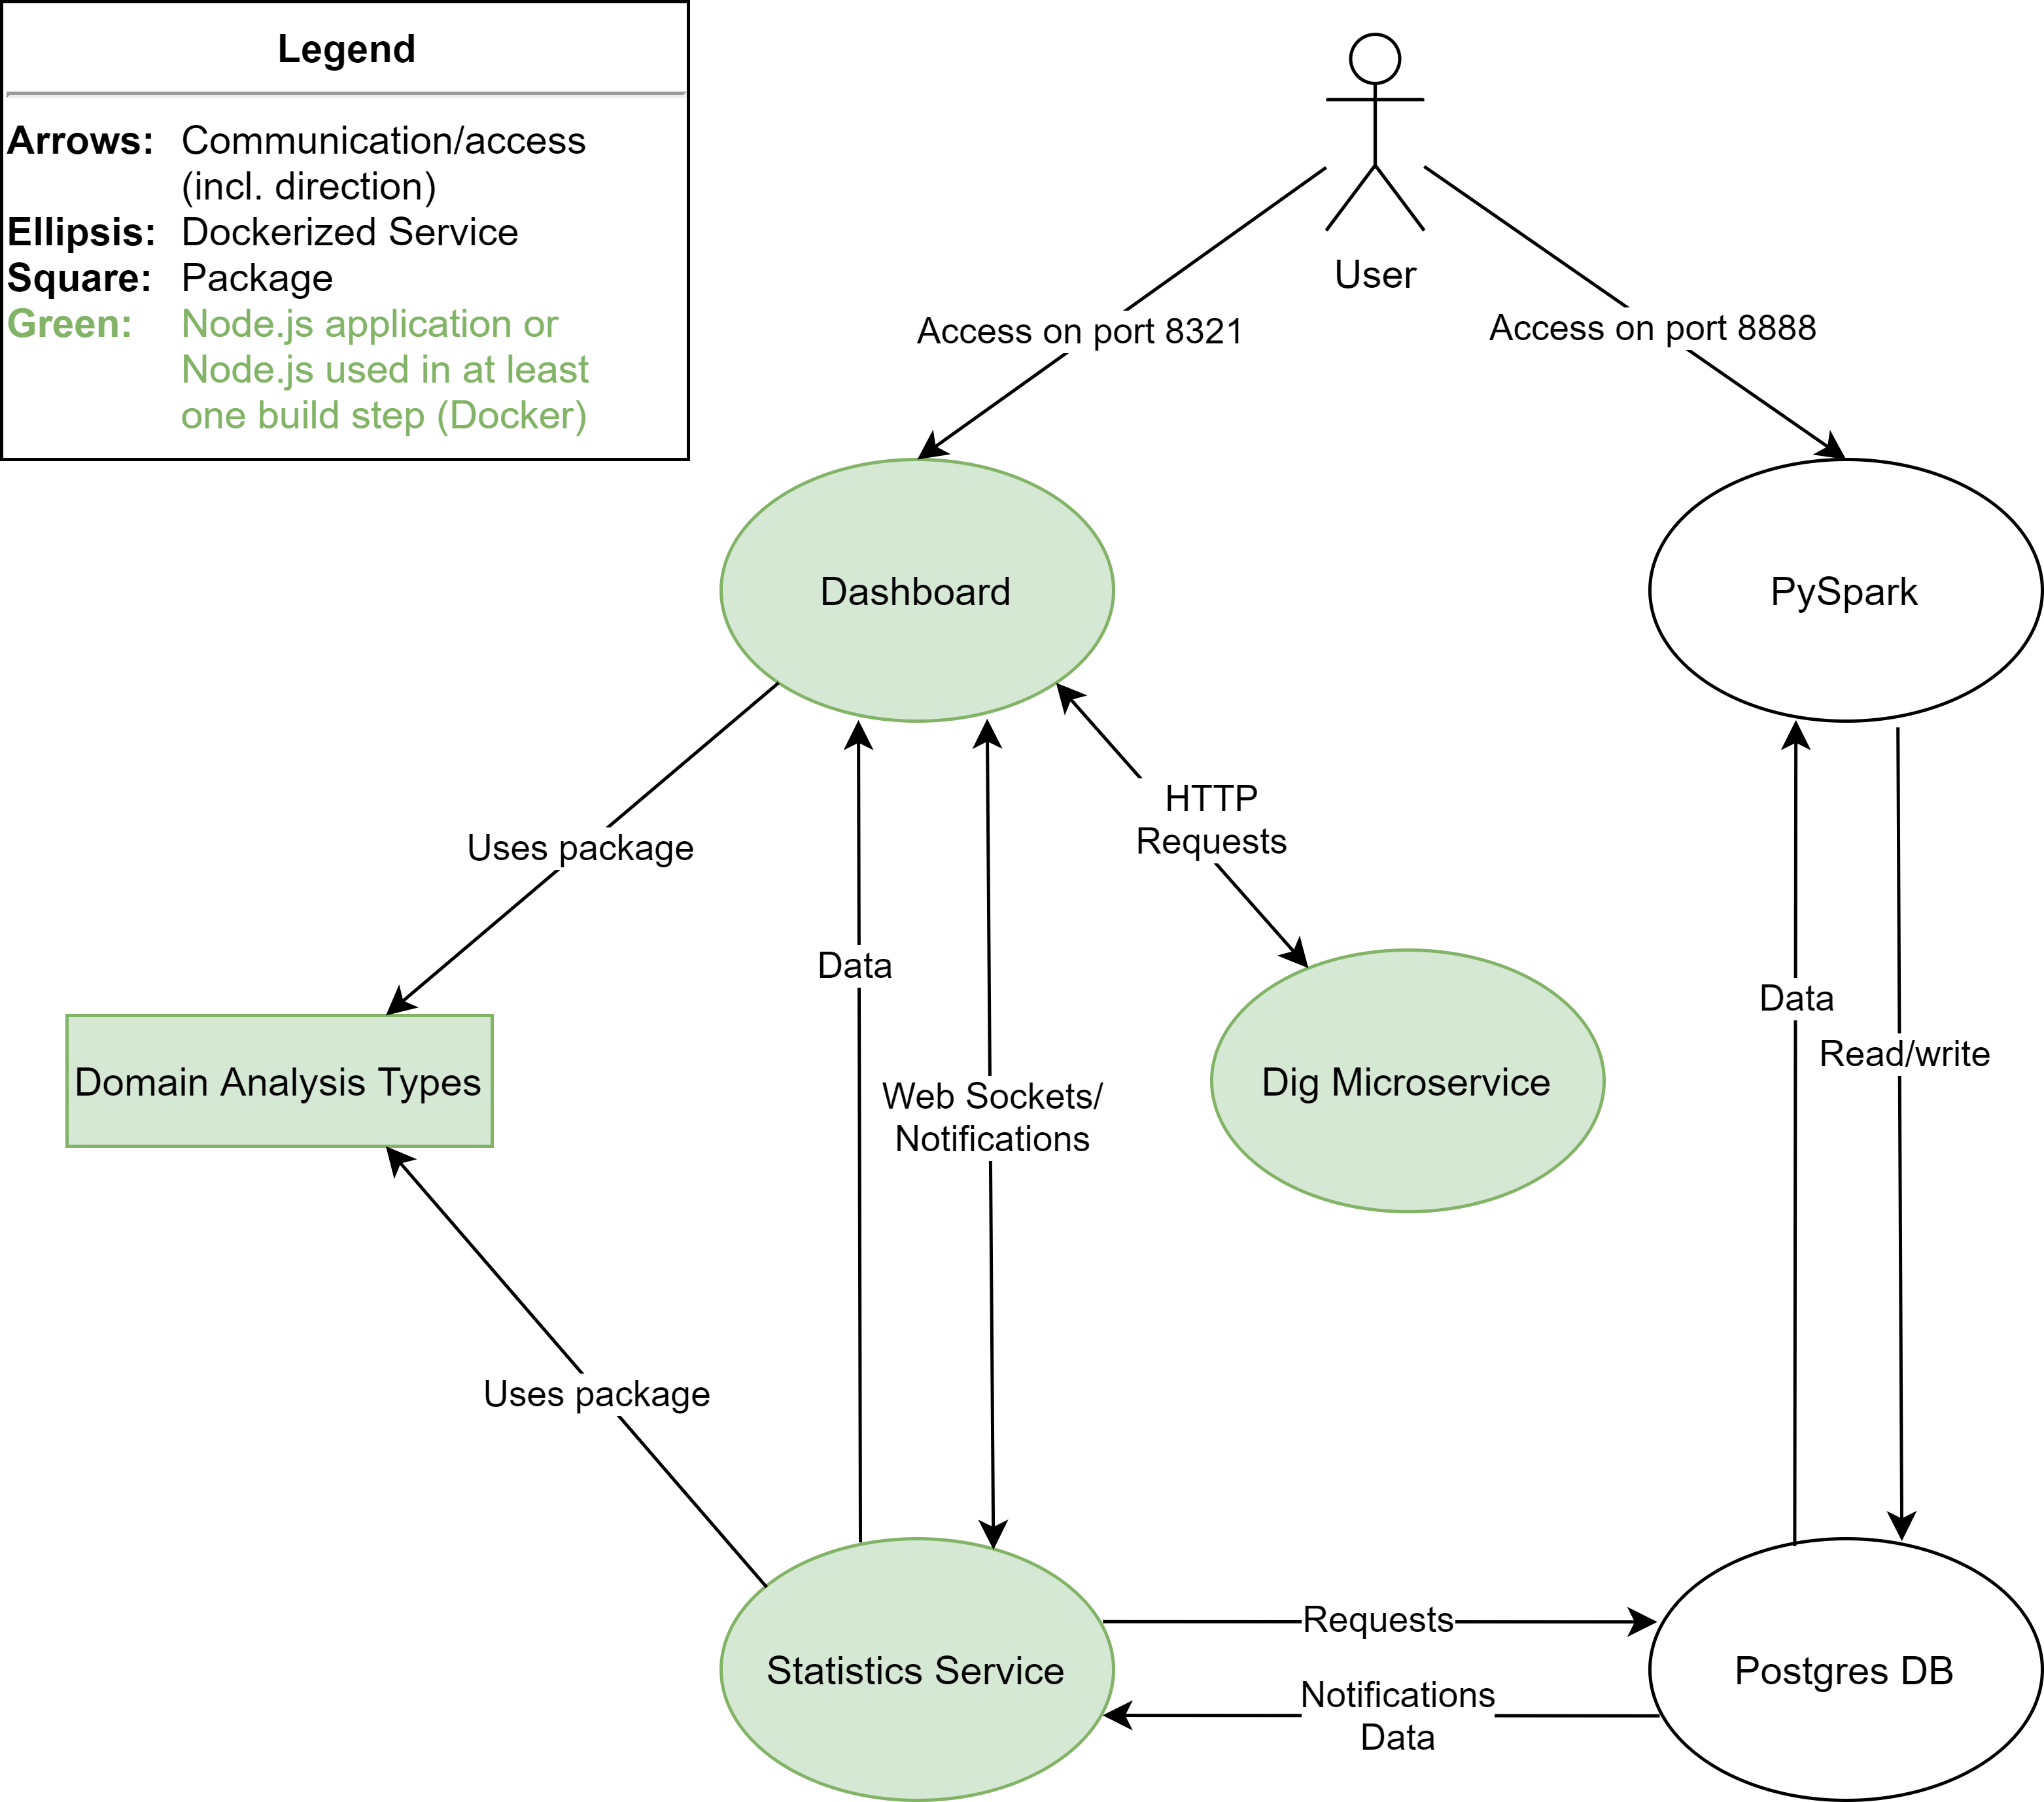 Legend
Arrows: Communication/access
(incl. direction)
Ellipsis: Dockerized Service
Square: Package
Green: Node.js application or
Node.js used in at least
one build step (Docker)
User
Access on port 8321
Access on port 8888
Dashboard
PySpark
HTTP
Requests
Uses package
Data
Data
Read/write
Domain Analysis Types
Web Sockets/
Notifications
Dig Microservice
Uses package
Requests
Statistics Service
Postgres DB
Notifications
Data